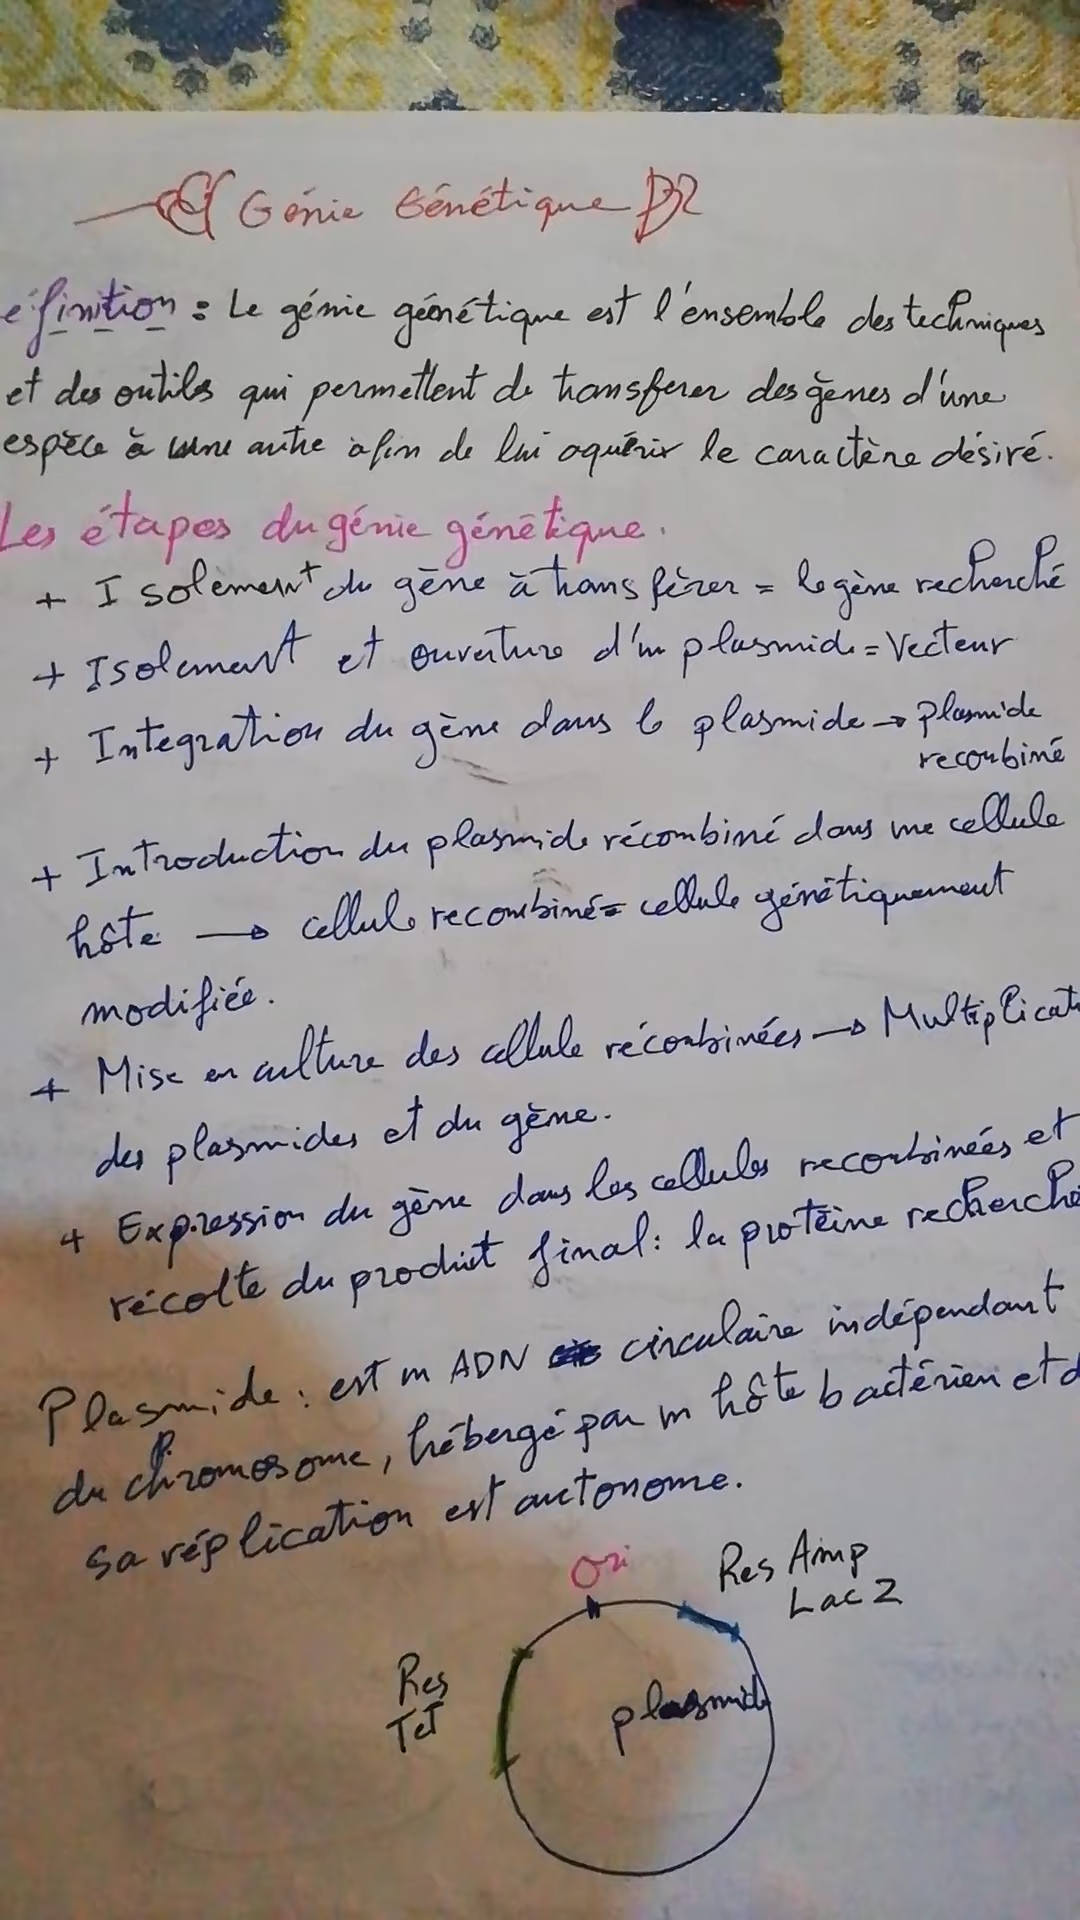 Génie Génétique
éfinition : Le génie génétique est l'ensemble des techniques
et des outils qui permettent de transferer des gènes d'une
espèce à une autre afin de lui aquérir le caractère désiré.
Les étapes du génie génétique.
+ Isolement du gène à transférer = le gène recherché
+ Isolement et ouverture d'un plasmide = Vecteur
+ Integration du gène dans le plasmide → plasmide
recombiné
+ Introduction du plasmide récombiné dans une cellule
hôte → cellule recombiné = cellule génétiquement
modifiée.
+ Mise en culture des cellule récombinées → Multiplicat
des plasmides et du gène.
+ Expression du gène dans les cellules recombineés et
récolte du produit final : la protéine recherché
Plasmide : est un ADN circulaire indépendant
du chromosome, hébergé par un hôte bactérien et d
sa réplication est autonome.
Ori
Res Amp
Lac Z
Res
Tet
plasmide